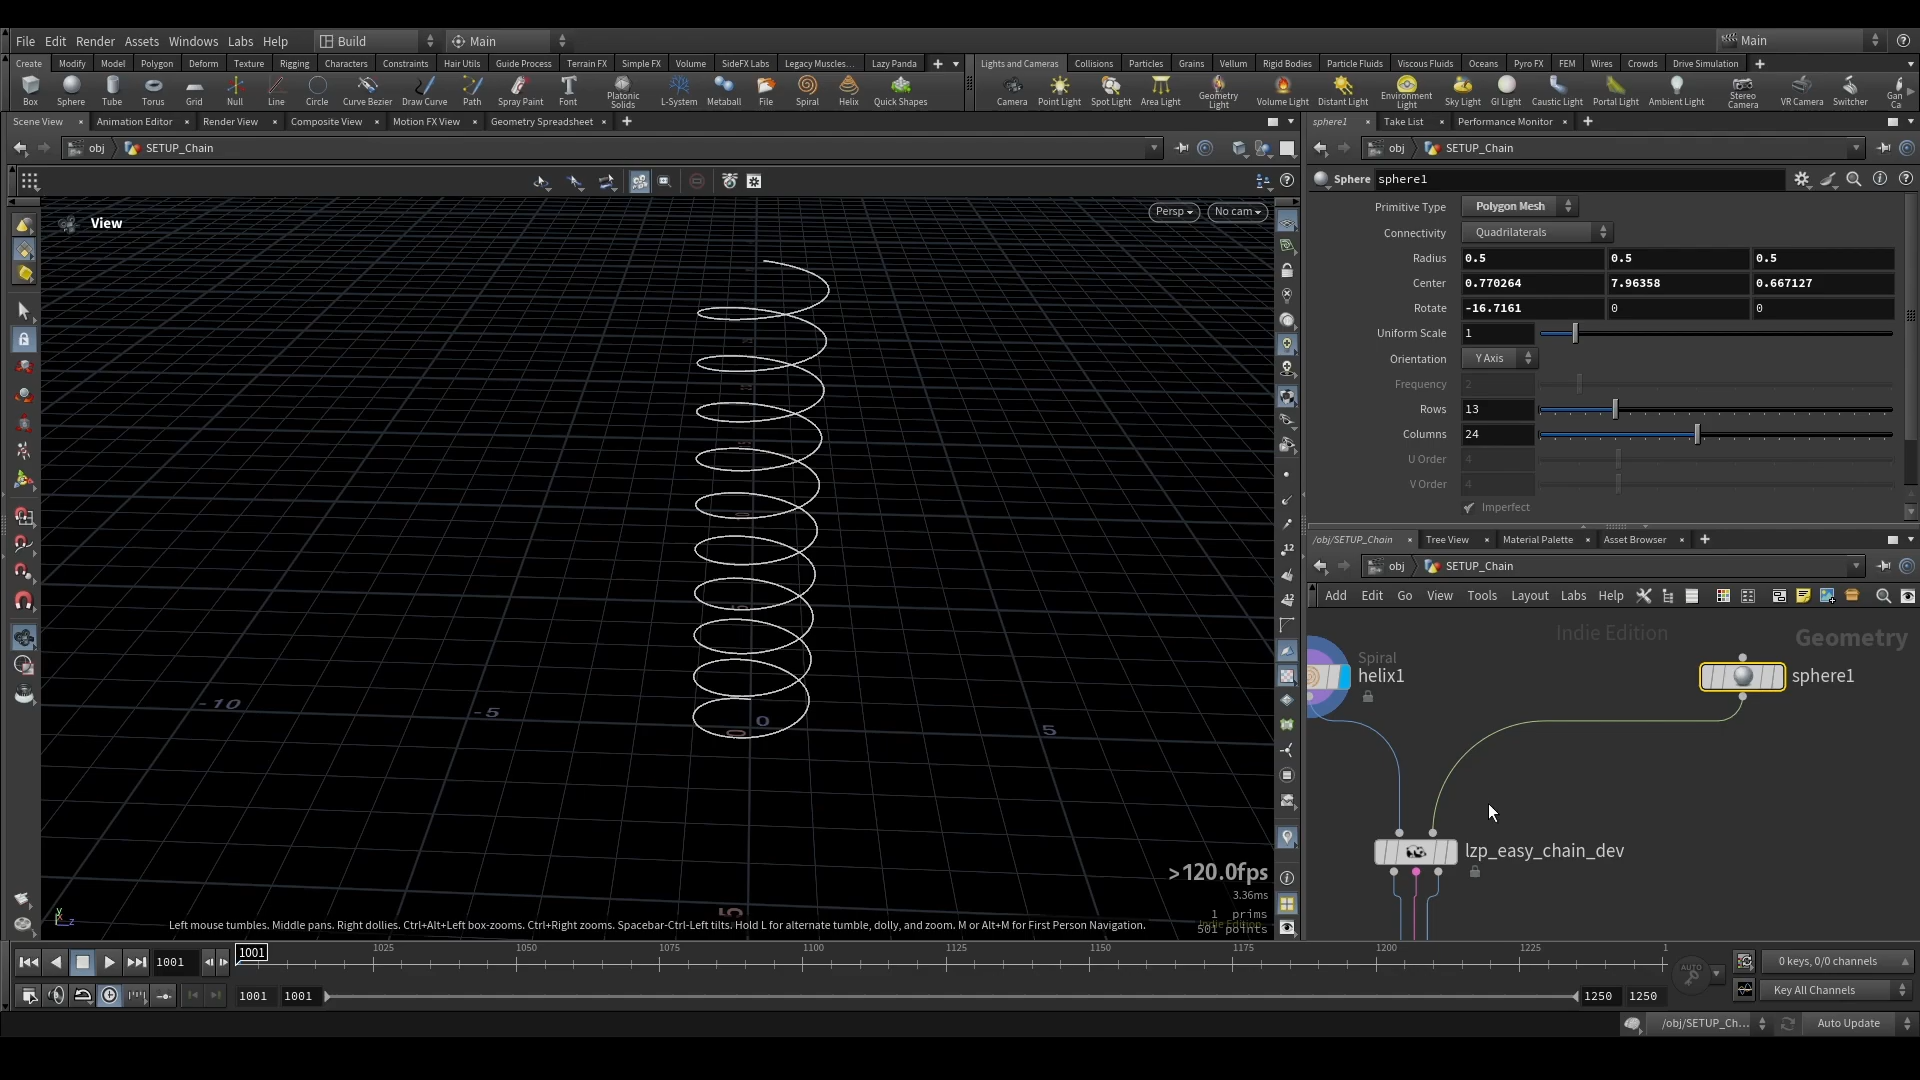 File Edit Render Assets Windows Labs Help Build Main Main
Create Modify Model Polygon Deform Texture Rigging Characters Constraints Hair Utils Guide Process Terrain FX Simple FX Volume SideFX Labs Legacy Muscles... Lazy Panda
Lights and Cameras Collisions Particles Grains Vellum Rigid Bodies Particle Fluids Viscous Fluids Oceans Pyro FX FEM Wires Crowds Drive Simulation
Box Sphere Tube Torus Grid Null Line Circle Curve Bezier Draw Curve Path Spray Paint Font Platonic Solids L-System Metaball File Spiral Helix Quick Shapes
Camera Point Light Spot Light Area Light Geometry Light Volume Light Distant Light Environment Light Sky Light GI Light Caustic Light Portal Light Ambient Light Stereo Camera VR Camera Switcher Gan Ca
Scene View Animation Editor Render View Composite View Motion FX View Geometry Spreadsheet
obj SETUP_Chain
View
Persp No cam
-10 -5 0 5
>120.0fps
3.36ms
1 prims
501 points
Left mouse tumbles. Middle pans. Right dollies. Ctrl+Alt+Left box-zooms. Ctrl+Right zooms. Spacebar-Ctrl-Left tilts. Hold L for alternate tumble, dolly, and zoom. M or Alt+M for First Person Navigation.
sphere1 Take List Performance Monitor
obj SETUP_Chain
Sphere sphere1
Primitive Type Polygon Mesh
Connectivity Quadrilaterals
Radius 0.5 0.5 0.5
Center 0.770264 7.96358 0.667127
Rotate -16.7161 0 0
Uniform Scale 1
Orientation Y Axis
Frequency 2
Rows 13
Columns 24
U Order 4
V Order 4
Imperfect
/obj/SETUP_Chain Tree View Material Palette Asset Browser
obj SETUP_Chain
Add Edit Go View Tools Layout Labs Help
Indie Edition Geometry
Spiral
helix1
sphere1
lzp_easy_chain_dev
1001 1001 1025 1050 1075 1100 1125 1150 1175 1200 1225 1
AUTO 0 keys, 0/0 channels
1001 1001 1250 1250 Key All Channels
/obj/SETUP_Ch... Auto Update